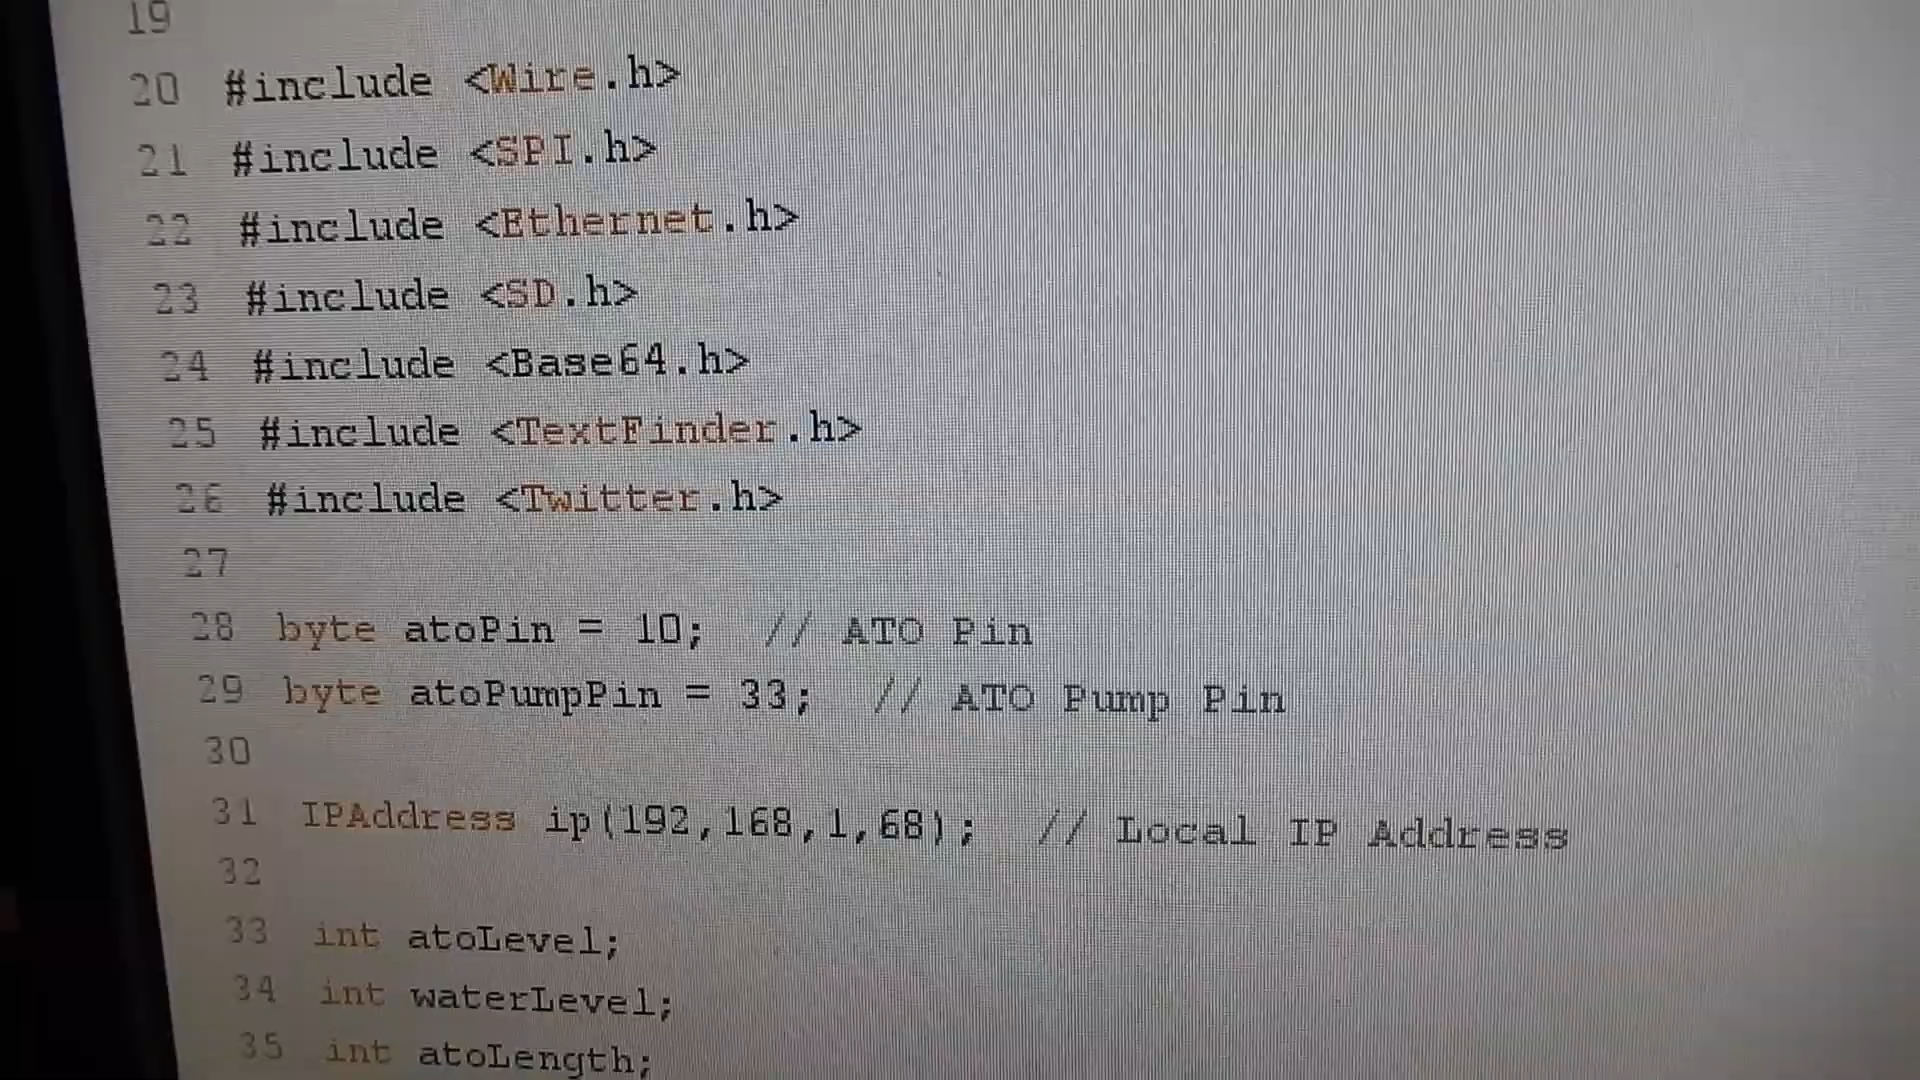 19
20 #include <Wire.h>
21 #include <SPI.h>
22 #include <Ethernet.h>
23 #include <SD.h>
24 #include <Base64.h>
25 #include <TextFinder.h>
26 #include <Twitter.h>
27
28 byte atoPin = 10; // ATO Pin
29 byte atoPumpPin = 33; // ATO Pump Pin
30
31 IPAddress ip(192,168,1,68); // Local IP Address
32
33 int atoLevel;
34 int waterLevel;
35 int atoLength;